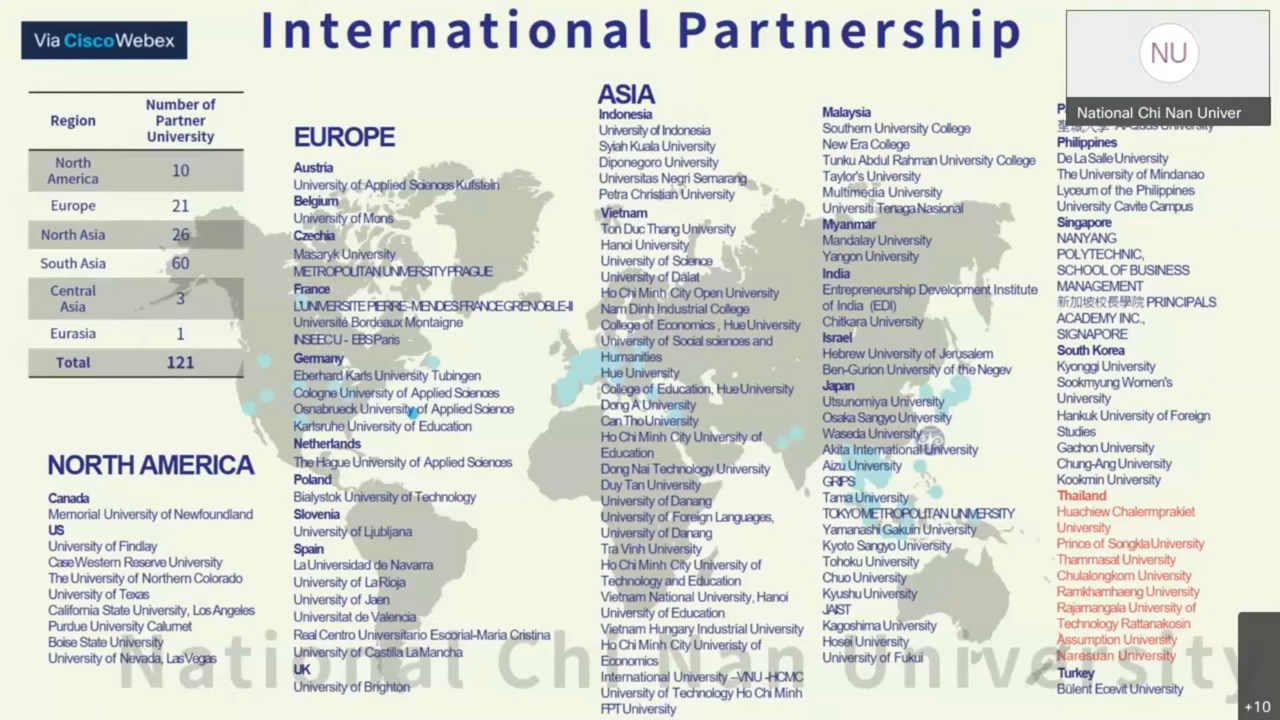 Via CiscoWebex
International Partnership
NU
National Chi Nan Univer
Region Number of Partner University
North America 10
Europe 21
North Asia 26
South Asia 60
Central Asia 3
Eurasia 1
Total 121
NORTH AMERICA
Canada
Memorial University of Newfoundland
US
University of Findlay
Case Western Reserve University
The University of Northern Colorado
University of Texas
California State University, Los Angeles
Purdue University Calumet
Boise State University
University of Nevada, Las Vegas
EUROPE
Austria
University of Applied Sciences Kufstein
Belgium
University of Mons
Czechia
Masaryk University
METROPOLITAN UNIVERSITY PRAGUE
France
L'UNIVERSITE PIERRE-MENDES FRANCE GRENOBLE-II
Université Bordeaux Montaigne
INSEEC U - EBS Paris
Germany
Eberhard Karls University Tubingen
Cologne University of Applied Sciences
Osnabrueck University of Applied Science
Karlsruhe University of Education
Netherlands
The Hague University of Applied Sciences
Poland
Bialystok University of Technology
Slovenia
University of Ljubljana
Spain
La Universidad de Navarra
University of La Rioja
University of Jaen
Universitat de Valencia
Real Centro Universitario Escorial-Maria Cristina
University of Castilla La Mancha
UK
University of Brighton
ASIA
Indonesia
University of Indonesia
Syiah Kuala University
Diponegoro University
Universitas Negri Semarang
Petra Christian University
Vietnam
Ton Duc Thang University
Hanoi University
University of Science
University of Dalat
Ho Chi Minh City Open University
Nam Dinh Industrial College
College of Economics , Hue University
University of Social sciences and
Humanities
Hue University
College of Education, Hue University
Dong A University
Can Tho University
Ho Chi Minh City University of
Education
Dong Nai Technology University
Duy Tan University
University of Danang
University of Foreign Languages,
University of Danang
Tra Vinh University
Ho Chi Minh City University of
Technology and Education
Vietnam National University, Hanoi
University of Education
Vietnam Hungary Industrial University
Ho Chi Minh City Univeristy of
Economics
International University –VNU -HCMC
University of Technology Ho Chi Minh
FPT University
Malaysia
Southern University College
New Era College
Tunku Abdul Rahman University College
Taylor's University
Multimedia University
Universiti Tenaga Nasional
Myanmar
Mandalay University
Yangon University
India
Entrepreneurship Development Institute
of India (EDI)
Chitkara University
Israel
Hebrew University of Jerusalem
Ben-Gurion University of the Negev
Japan
Utsunomiya University
Osaka Sangyo University
Waseda University
Akita International University
Aizu University
GRIPS
Tama University
TOKYO METROPOLITAN UNIVERSITY
Yamanashi Gakuin University
Kyoto Sangyo University
Tohoku University
Chuo University
Kyushu University
JAIST
Kagoshima University
Hosei University
University of Fukui
Philippines
De La Salle University
The University of Mindanao
Lyceum of the Philippines
University Cavite Campus
Singapore
NANYANG
POLYTECHNIC,
SCHOOL OF BUSINESS
MANAGEMENT
新加坡校長學院 PRINCIPALS
ACADEMY INC.,
SIGNAPORE
South Korea
Kyonggi University
Sookmyung Women's
University
Hankuk University of Foreign
Studies
Gachon University
Chung-Ang University
Kookmin University
Thailand
Huachiew Chalermprakiet
University
Prince of Songkla University
Thammasat University
Chulalongkorn University
Ramkhamhaeng University
Rajamangala University of
Technology Rattanakosin
Assumption University
Naresuan University
Turkey
Bülent Ecevit University
National Chi Nan University
+10